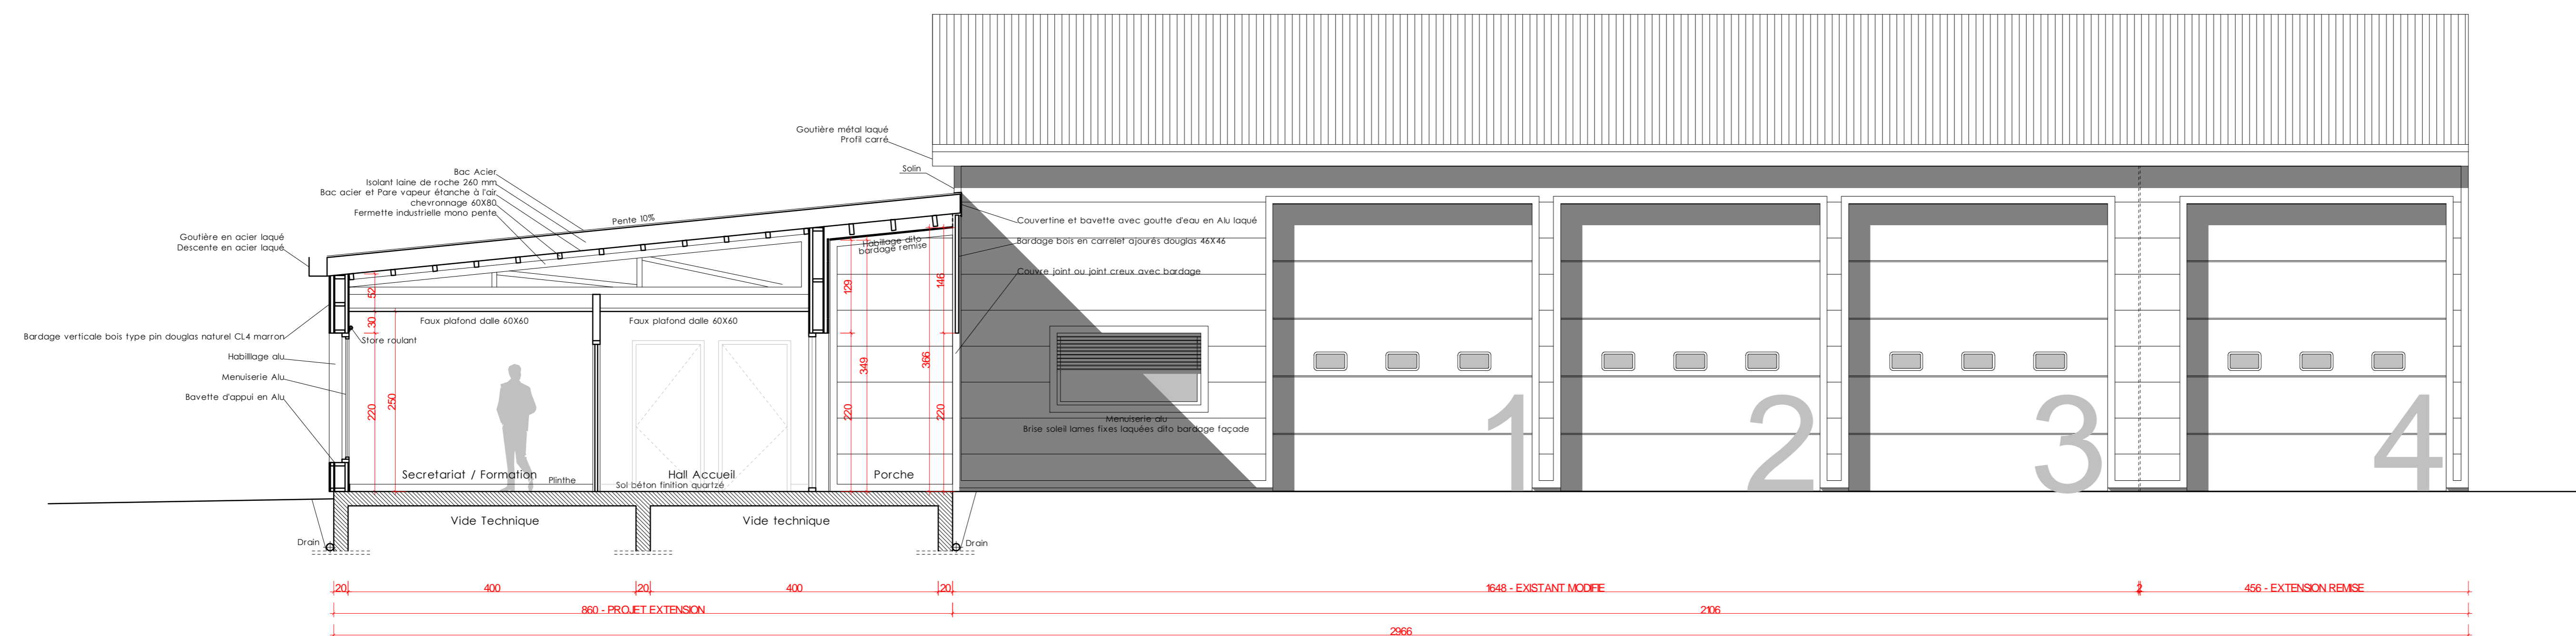 Goutière métal laqué
Profil carré
Solin
Bac Acier
Isolant laine de roche 260 mm
Bac acier et Pare vapeur étanche à l'air
chevronnage 60X80
Fermette industrielle mono pente
Pente 10%
Goutière en acier laqué
Descente en acier laqué
Couvertine et bavette avec goutte d'eau en Alu laqué
Habillage dito
bardage remise
Bardage bois en carrelet ajourés douglas 46X46
Couvre joint ou joint creux avec bardage
52
129
146
30
Faux plafond dalle 60X60
Faux plafond dalle 60X60
Bardage verticale bois type pin douglas naturel CL4 marron
Store roulant
Habilllage alu
Menuiserie Alu
Bavette d'appui en Alu
349
366
220
250
220
220
1
2
3
4
Menuiserie alu
Brise soleil lames fixes laquées dito bardage façade
Secretariat / Formation
Plinthe
Hall Accueil
Sol béton finition quartzé
Porche
Vide Technique
Vide technique
Drain
Drain
20
400
20
400
20
1648 - EXISTANT MODIFIE
2
456 - EXTENSION REMISE
860 - PROJET EXTENSION
2106
2966